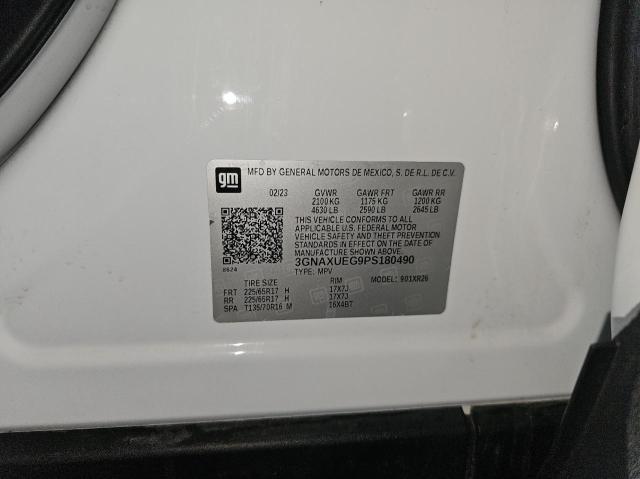 gm
MFD BY GENERAL MOTORS DE MEXICO, S. DE R.L. DE C.V.
02/23 GVWR GAWR FRT GAWR RR
2100 KG 1175 KG 1200 KG
4630 LB 2590 LB 2645 LB
THIS VEHICLE CONFORMS TO ALL
APPLICABLE U.S. FEDERAL MOTOR
VEHICLE SAFETY AND THEFT PREVENTION
STANDARDS IN EFFECT ON THE DATE OF
MANUFACTURE SHOWN ABOVE.
3GNAXUEG9PS180490
8624 TYPE: MPV
TIRE SIZE RIM MODEL: 901XR26
FRT 225/65R17 H 17X7J
RR 225/65R17 H 17X7J
SPA T135/70R16 M 16X4BT